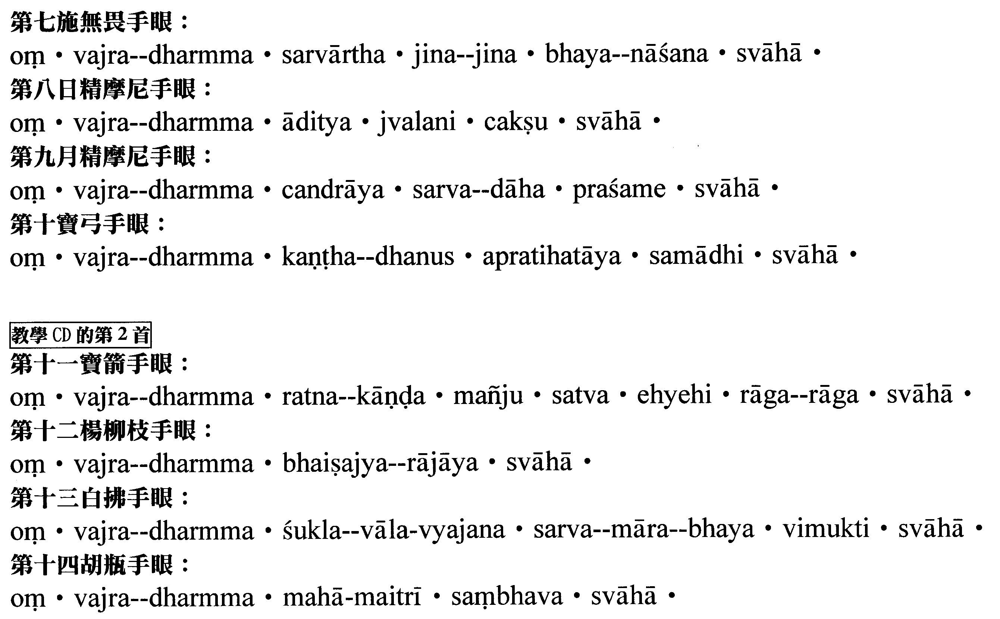 第七施無畏手眼：
oṃ • vajra--dharmma • sarvārtha • jina--jina • bhaya--nāśana • svāhā •
第八日精摩尼手眼：
oṃ • vajra--dharmma • āditya • jvalani • cakṣu • svāhā •
第九月精摩尼手眼：
oṃ • vajra--dharmma • candrāya • sarva--dāha • praśame • svāhā •
第十寶弓手眼：
oṃ • vajra--dharmma • kaṇṭha--dhanus • apratihatāya • samādhi • svāhā •
教學 CD 的第 2 首
第十一寶箭手眼：
oṃ • vajra--dharmma • ratna--kāṇḍa • mañju • satva • ehyehi • rāga--rāga • svāhā •
第十二楊柳枝手眼：
oṃ • vajra--dharmma • bhaiṣajya--rājāya • svāhā •
第十三白拂手眼：
oṃ • vajra--dharmma • śukla--vāla-vyajana • sarva--māra--bhaya • vimukti • svāhā •
第十四胡瓶手眼：
oṃ • vajra--dharmma • mahā-maitrī • saṃbhava • svāhā •